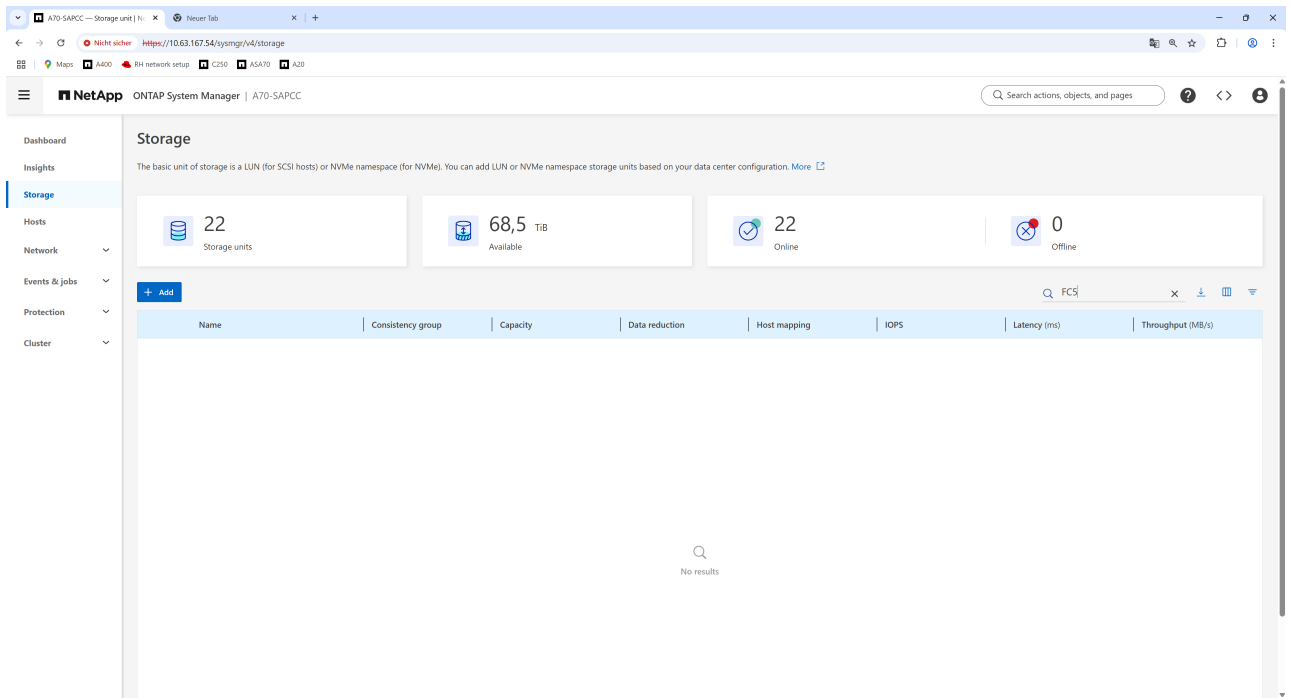 A70-SAPCC — Storage unit | N
Neuer Tab
Nicht sicher https://10.63.167.54/sysmgr/v4/storage
Maps A400 RH network setup C250 ASA70 A20
NetApp ONTAP System Manager | A70-SAPCC
Search actions, objects, and pages
Dashboard
Insights
Storage
Hosts
Network
Events & jobs
Protection
Cluster
Storage
The basic unit of storage is a LUN (for SCSI hosts) or NVMe namespace (for NVMe). You can add LUN or NVMe namespace storage units based on your data center configuration. More
22
Storage units
68,5 TiB
Available
22
Online
0
Offline
+ Add
FC5
Name Consistency group Capacity Data reduction Host mapping IOPS Latency (ms) Throughput (MB/s)
No results